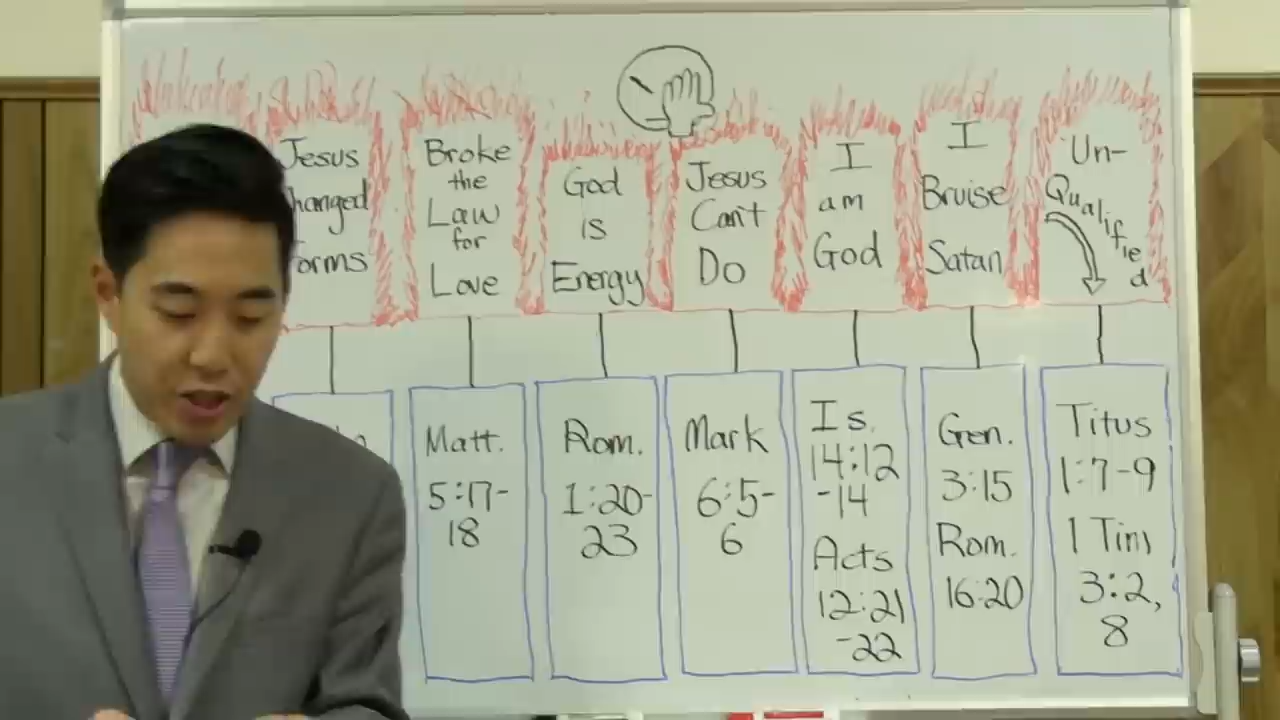 Jesus
hanged
forms
Broke
the
Law
for
Love
God
is
Energy
Jesus
Can't
Do
I
am
God
I
Bruise
Satan
Un-
Qualified
Matt.
5:17-
18
Rom.
1:20-
23
Mark
6:5-
6
Is.
14:12
-14
Acts
12:21
-22
Gen.
3:15
Rom.
16:20
Titus
1:7-9
1 Tim
3:2,
8